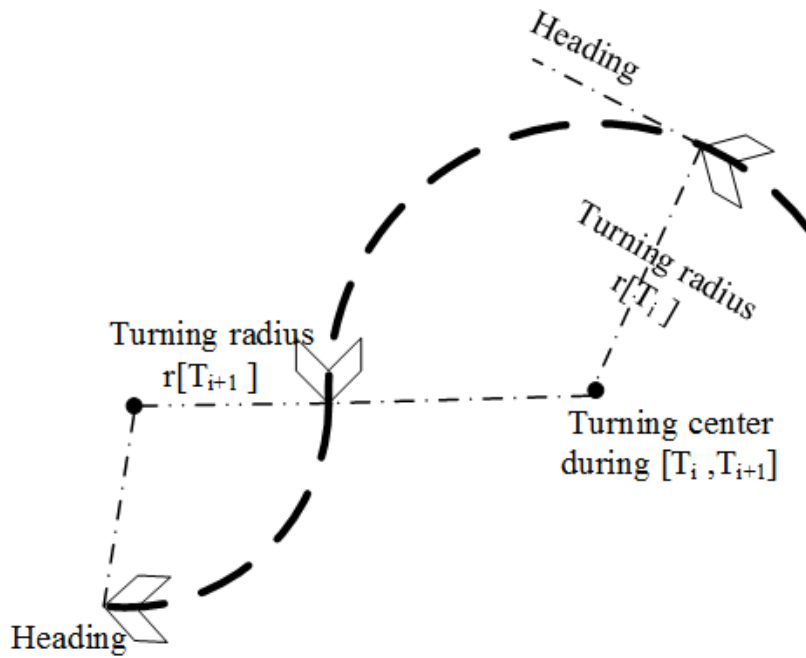 Heading
Turning radius
r[Tᵢ]
Turning radius
r[Tᵢ₊₁ ]
Turning center
during [Tᵢ ,Tᵢ₊₁]
Heading